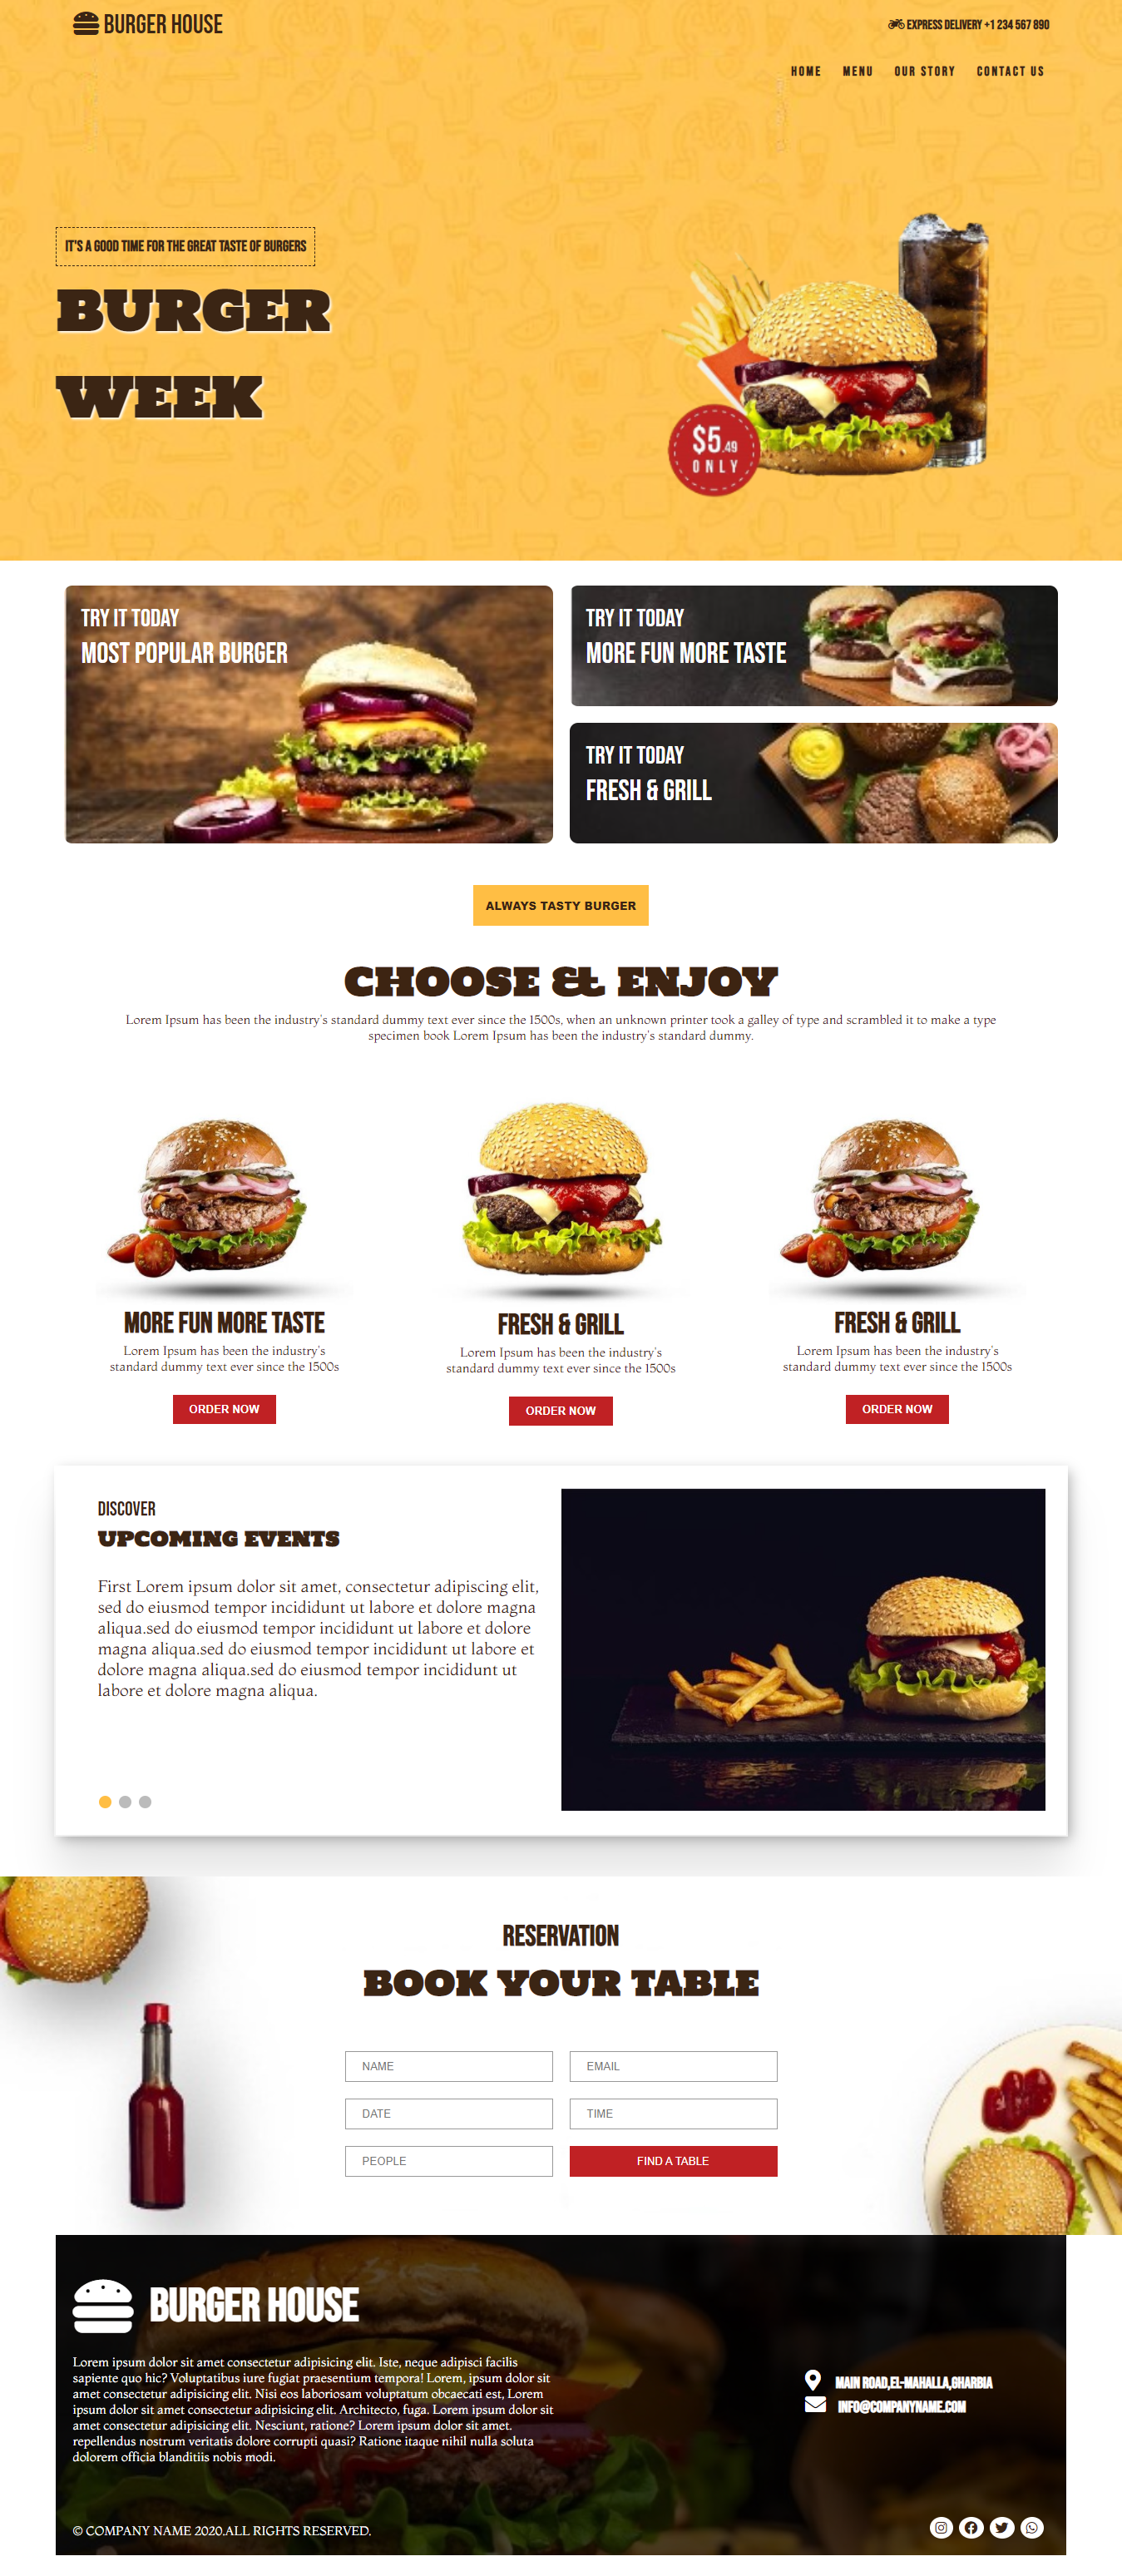 BURGER HOUSE
EXPRESS DELIVERY +1 234 567 890
HOME MENU OUR STORY CONTACT US
IT'S A GOOD TIME FOR THE GREAT TASTE OF BURGERS
BURGER
WEEK
$5.49
ONLY
TRY IT TODAY
MOST POPULAR BURGER
TRY IT TODAY
MORE FUN MORE TASTE
TRY IT TODAY
FRESH & GRILL
ALWAYS TASTY BURGER
CHOOSE & ENJOY
Lorem Ipsum has been the industry's standard dummy text ever since the 1500s, when an unknown printer took a galley of type and scrambled it to make a type
specimen book Lorem Ipsum has been the industry's standard dummy.
MORE FUN MORE TASTE
Lorem Ipsum has been the industry's
standard dummy text ever since the 1500s
ORDER NOW
FRESH & GRILL
Lorem Ipsum has been the industry's
standard dummy text ever since the 1500s
ORDER NOW
FRESH & GRILL
Lorem Ipsum has been the industry's
standard dummy text ever since the 1500s
ORDER NOW
DISCOVER
UPCOMING EVENTS
First Lorem ipsum dolor sit amet, consectetur adipiscing elit,
sed do eiusmod tempor incididunt ut labore et dolore magna
aliqua.sed do eiusmod tempor incididunt ut labore et dolore
magna aliqua.sed do eiusmod tempor incididunt ut labore et
dolore magna aliqua.sed do eiusmod tempor incididunt ut
labore et dolore magna aliqua.
RESERVATION
BOOK YOUR TABLE
NAME
EMAIL
DATE
TIME
PEOPLE
FIND A TABLE
BURGER HOUSE
Lorem ipsum dolor sit amet consectetur adipisicing elit. Iste, neque adipisci facilis
sapiente quo hic? Voluptatibus iure fugiat praesentium tempora! Lorem, ipsum dolor sit
amet consectetur adipisicing elit. Nisi eos laboriosam voluptatum obcaecati est, Lorem
ipsum dolor sit amet consectetur adipisicing elit. Architecto, fuga. Lorem ipsum dolor sit
amet consectetur adipisicing elit. Nesciunt, ratione? Lorem ipsum dolor sit amet.
repellendus nostrum veritatis dolore corrupti quasi? Ratione itaque nihil nulla soluta
dolorem officia blanditiis nobis modi.
MAIN ROAD,EL-MAHALLA,GHARBIA
INFO@COMPANYNAME.COM
© COMPANY NAME 2020.ALL RIGHTS RESERVED.